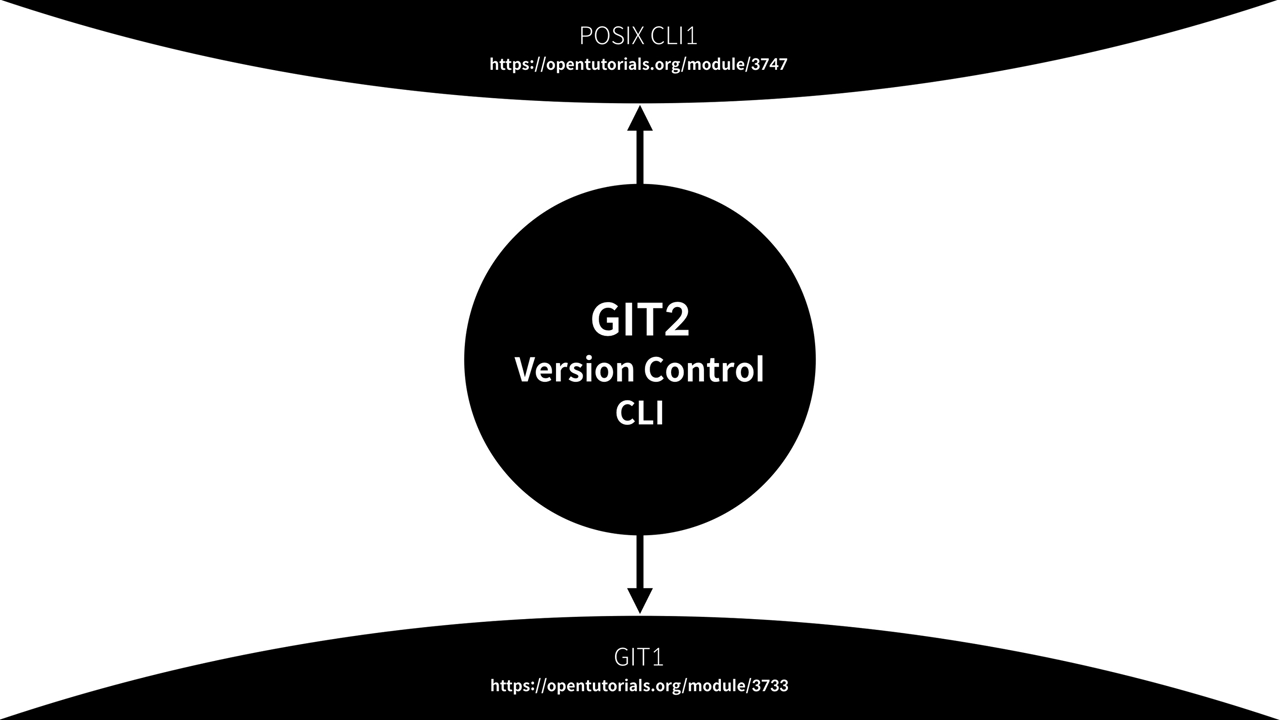 POSIX CLI1
https://opentutorials.org/module/3747
GIT2
Version Control
CLI
GIT1
https://opentutorials.org/module/3733